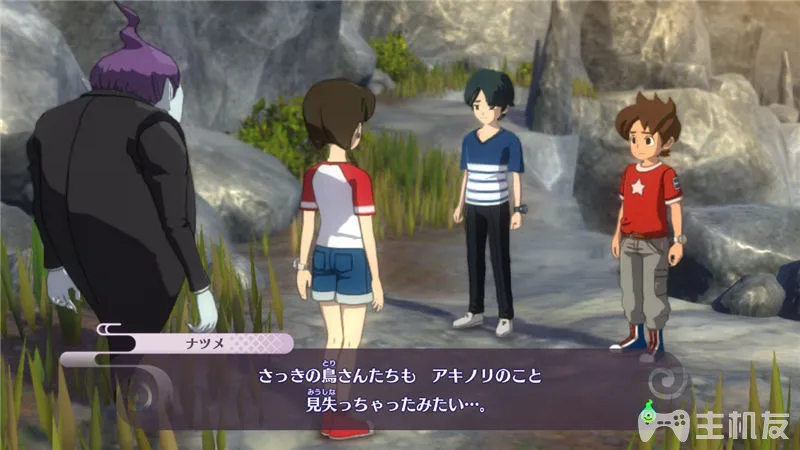 ナツメ
さっきの鳥さんたちも　アキノリのこと
とり
見失っちゃったみたい…。
みうしな
主机友